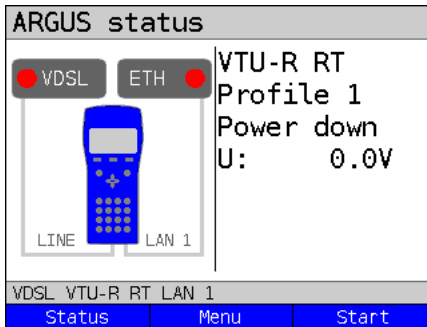 ARGUS status
VDSL
ETH
VTU-R RT
Profile 1
Power down
U: 0.0V
LINE
LAN 1
VDSL VTU-R RT LAN 1
Status
Menu
Start